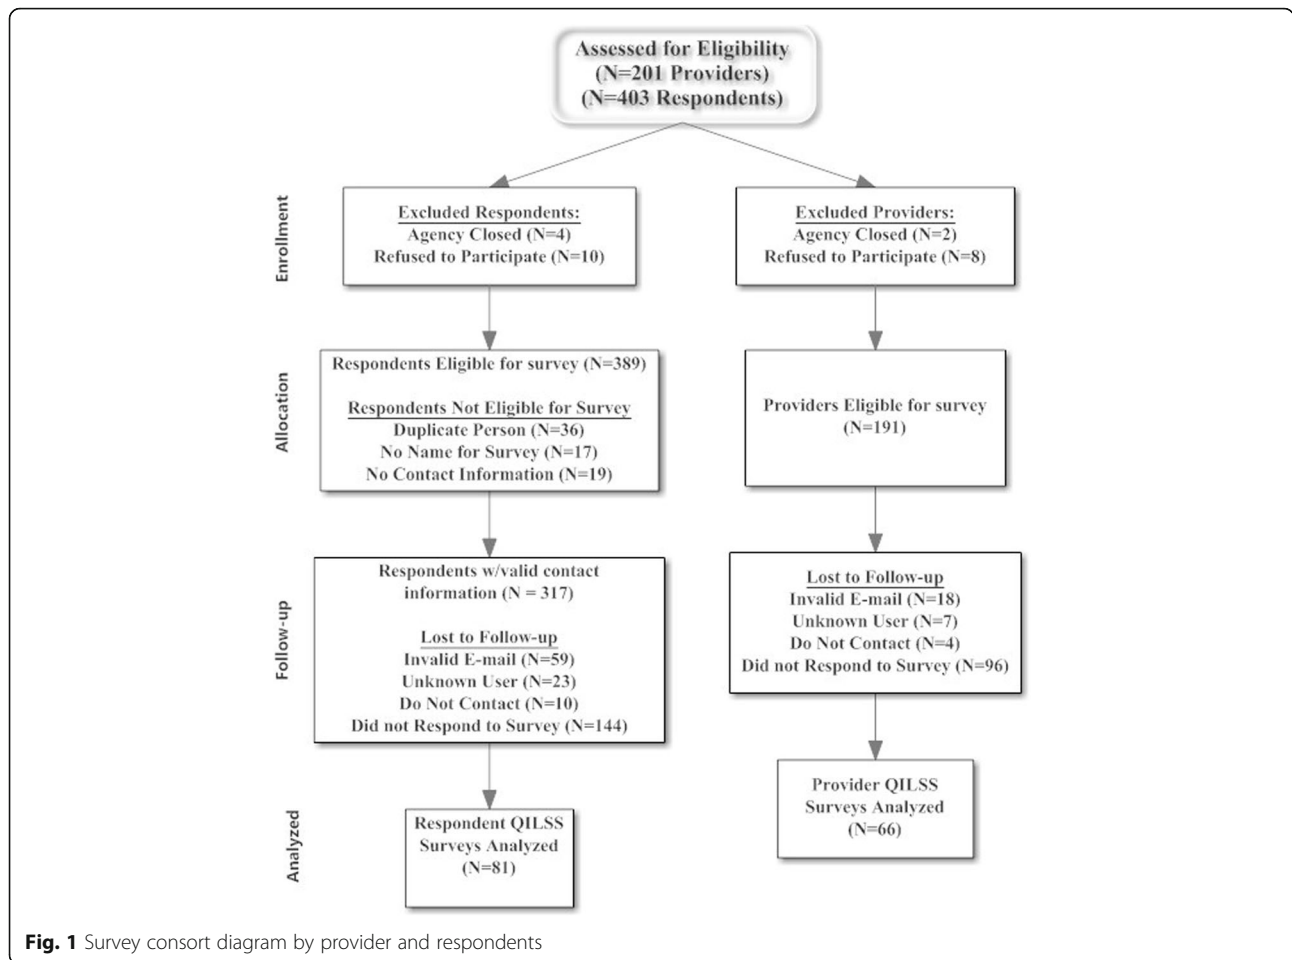 Assessed for Eligibility
(N=201 Providers)
(N=403 Respondents)
Enrollment
Excluded Respondents:
Agency Closed (N=4)
Refused to Participate (N=10)
Excluded Providers:
Agency Closed (N=2)
Refused to Participate (N=8)
Allocation
Respondents Eligible for survey (N=389)
Respondents Not Eligible for Survey
Duplicate Person (N=36)
No Name for Survey (N=17)
No Contact Information (N=19)
Providers Eligible for survey
(N=191)
Follow-up
Respondents w/valid contact
information (N = 317)
Lost to Follow-up
Invalid E-mail (N=59)
Unknown User (N=23)
Do Not Contact (N=10)
Did not Respond to Survey (N=144)
Lost to Follow-up
Invalid E-mail (N=18)
Unknown User (N=7)
Do Not Contact (N=4)
Did not Respond to Survey (N=96)
Analyzed
Respondent QILSS
Surveys Analyzed
(N=81)
Provider QILSS
Surveys Analyzed
(N=66)
Fig. 1 Survey consort diagram by provider and respondents